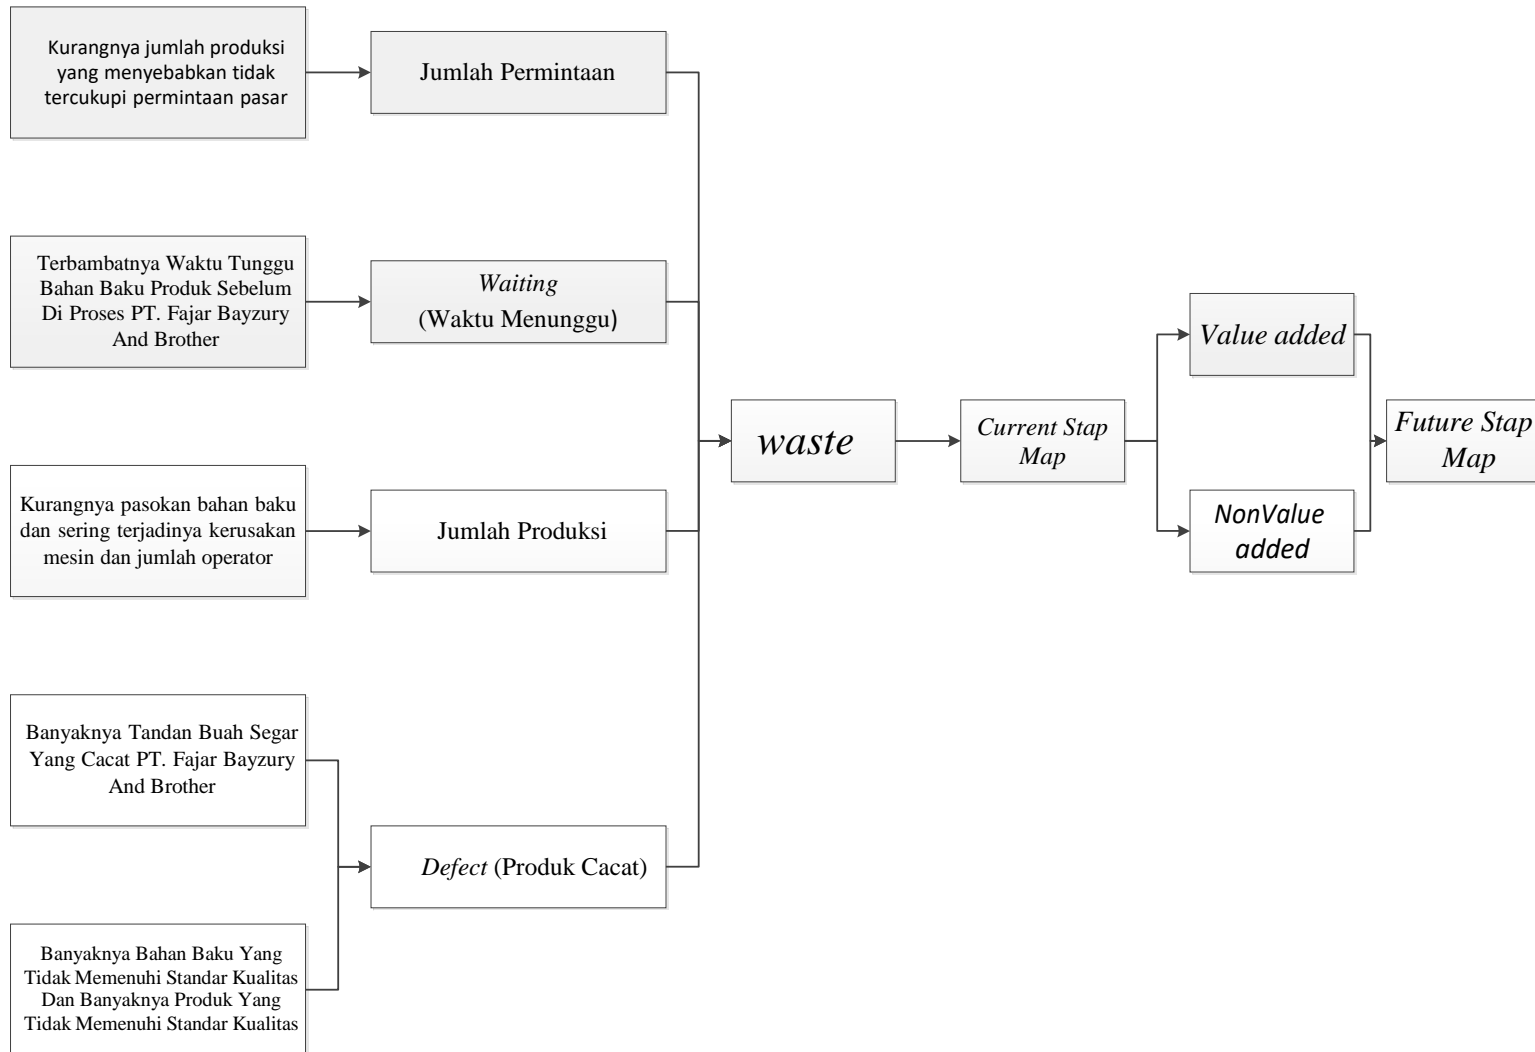 Kurangnya jumlah produksi
yang menyebabkan tidak
tercukupi permintaan pasar
Jumlah Permintaan
Terbambatnya Waktu Tunggu
Bahan Baku Produk Sebelum
Di Proses PT. Fajar Bayzury
And Brother
Waiting
(Waktu Menunggu)
Kurangnya pasokan bahan baku
dan sering terjadinya kerusakan
mesin dan jumlah operator
Jumlah Produksi
Banyaknya Tandan Buah Segar
Yang Cacat PT. Fajar Bayzury
And Brother
Banyaknya Bahan Baku Yang
Tidak Memenuhi Standar Kualitas
Dan Banyaknya Produk Yang
Tidak Memenuhi Standar Kualitas
Defect (Produk Cacat)
waste
Current Stap
Map
Value added
NonValue
added
Future Stap
Map